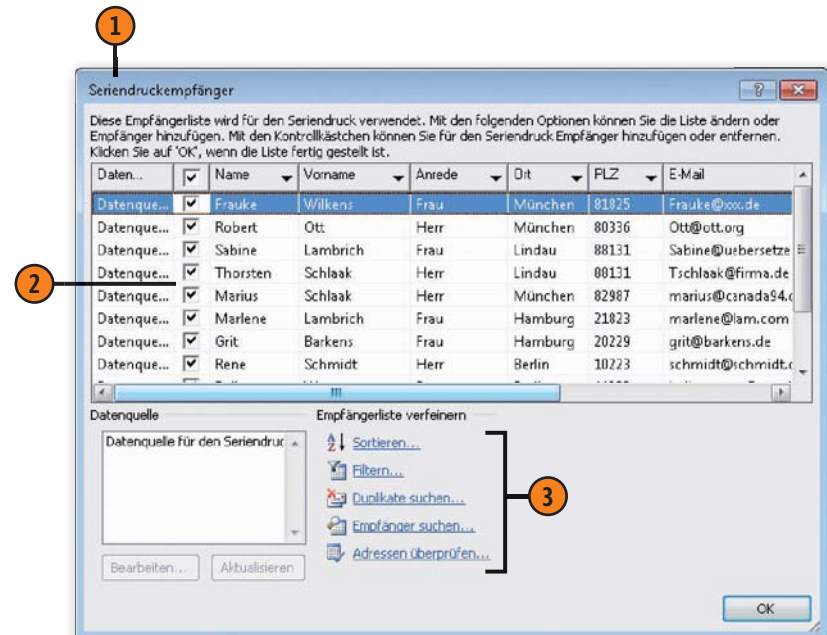 1
Seriendruckempfänger
Diese Empfängerliste wird für den Seriendruck verwendet. Mit den folgenden Optionen können Sie die Liste ändern oder
Empfänger hinzufügen. Mit den Kontrollkästchen können Sie für den Seriendruck Empfänger hinzufügen oder entfernen.
Klicken Sie auf 'OK', wenn die Liste fertig gestellt ist.
Daten... Name Vorname Anrede Ort PLZ E-Mail
Datenque... Frauke Wilkens Frau München 81825 Frauke@xxx.de
Datenque... Robert Ott Herr München 80336 Ott@ott.org
Datenque... Sabine Lambrich Frau Lindau 88131 Sabine@uebersetze
Datenque... Thorsten Schlaak Herr Lindau 88131 Tschlaak@firma.de
2
Datenque... Marius Schlaak Herr München 82987 marius@canada94.c
Datenque... Marlene Lambrich Frau Hamburg 21823 marlene@lam.com
Datenque... Grit Barkens Frau Hamburg 20229 grit@barkens.de
Datenque... Rene Schmidt Herr Berlin 10223 schmidt@schmidt.c
Datenquelle Empfängerliste verfeinern
Datenquelle für den Seriendruc Sortieren...
Filtern...
Duplikate suchen...
3
Empfänger suchen...
Adressen überprüfen...
Bearbeiten... Aktualisieren
OK